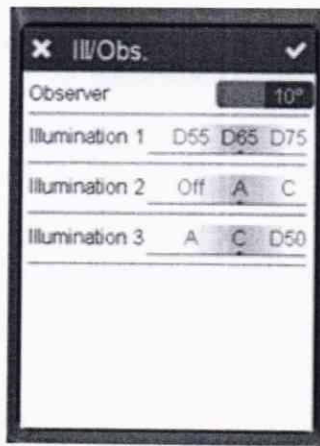 Ill/Obs.
Observer 10°
Illumination 1 D55 D65 D75
Illumination 2 Off A C
Illumination 3 A C D50